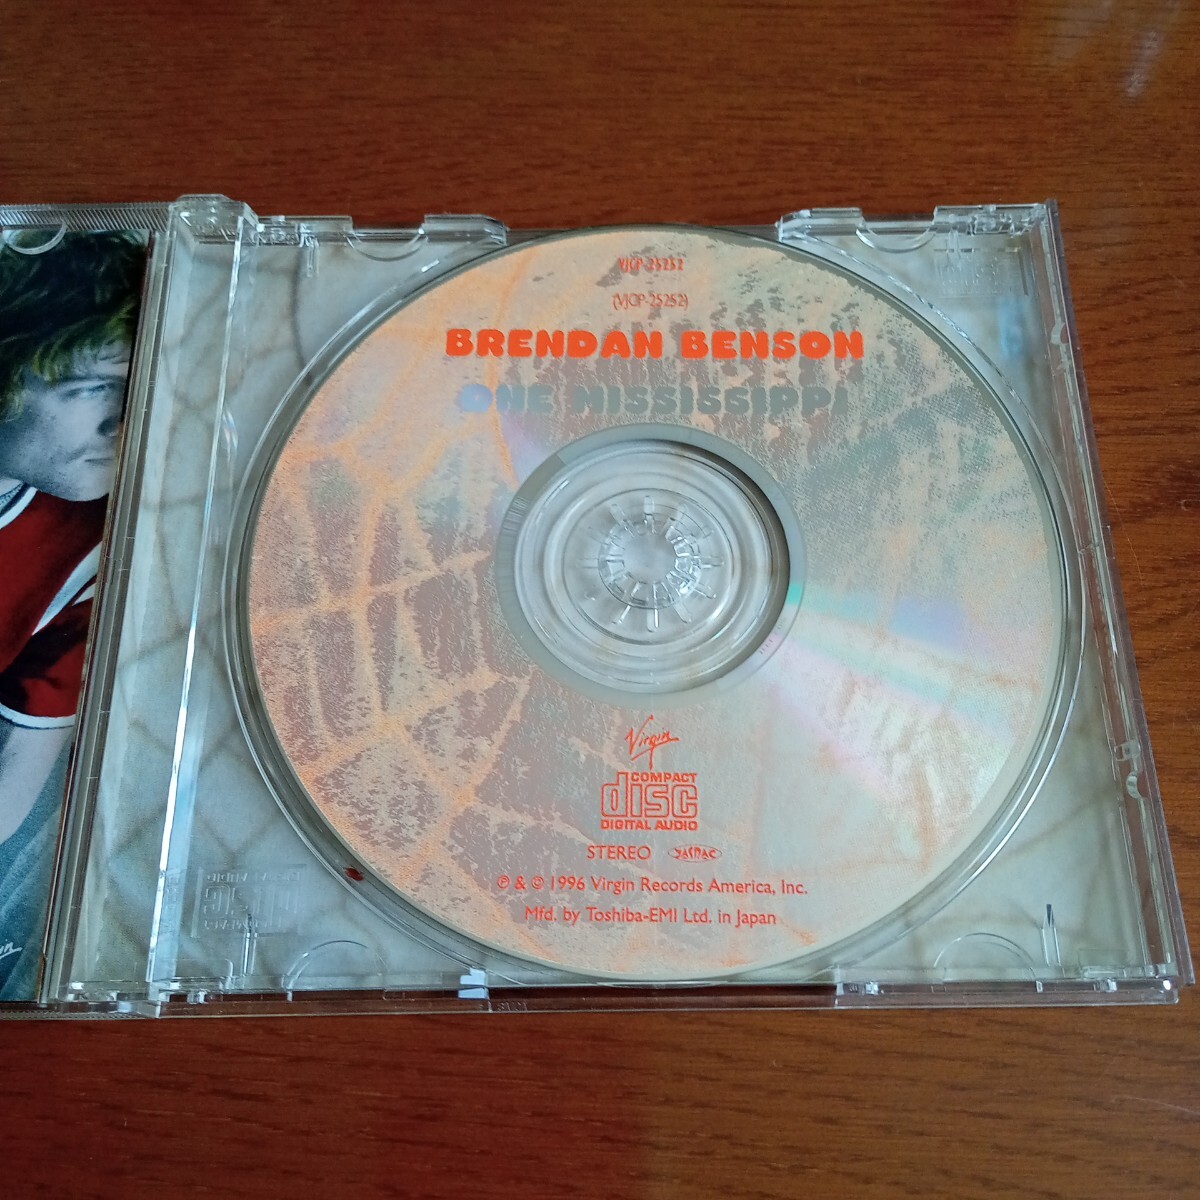 VJCP-25252
(VJCP-25252)
BRENDAN BENSON
ONE MISSISSIPPI
Virgin
COMPACT
disc
DIGITAL AUDIO
STEREO JASRAC
℗ & © 1996 Virgin Records America, Inc.
Mfd. by Toshiba-EMI Ltd. in Japan